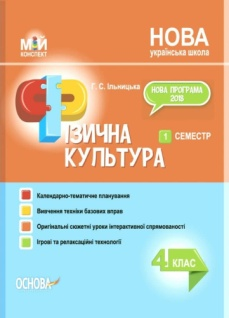 МІЙ
КОНСПЕКТ
НОВА
українська школа
Г. С. Ільницька
НОВА ПРОГРАМА
2018
ФІЗИЧНА
КУЛЬТУРА
1 СЕМЕСТР
Календарно-тематичне планування
Вивчення техніки базових вправ
Оригінальні сюжетні уроки інтерактивної спрямованості
Ігрові та релаксаційні технології
4 КЛАС
ОСНОВА